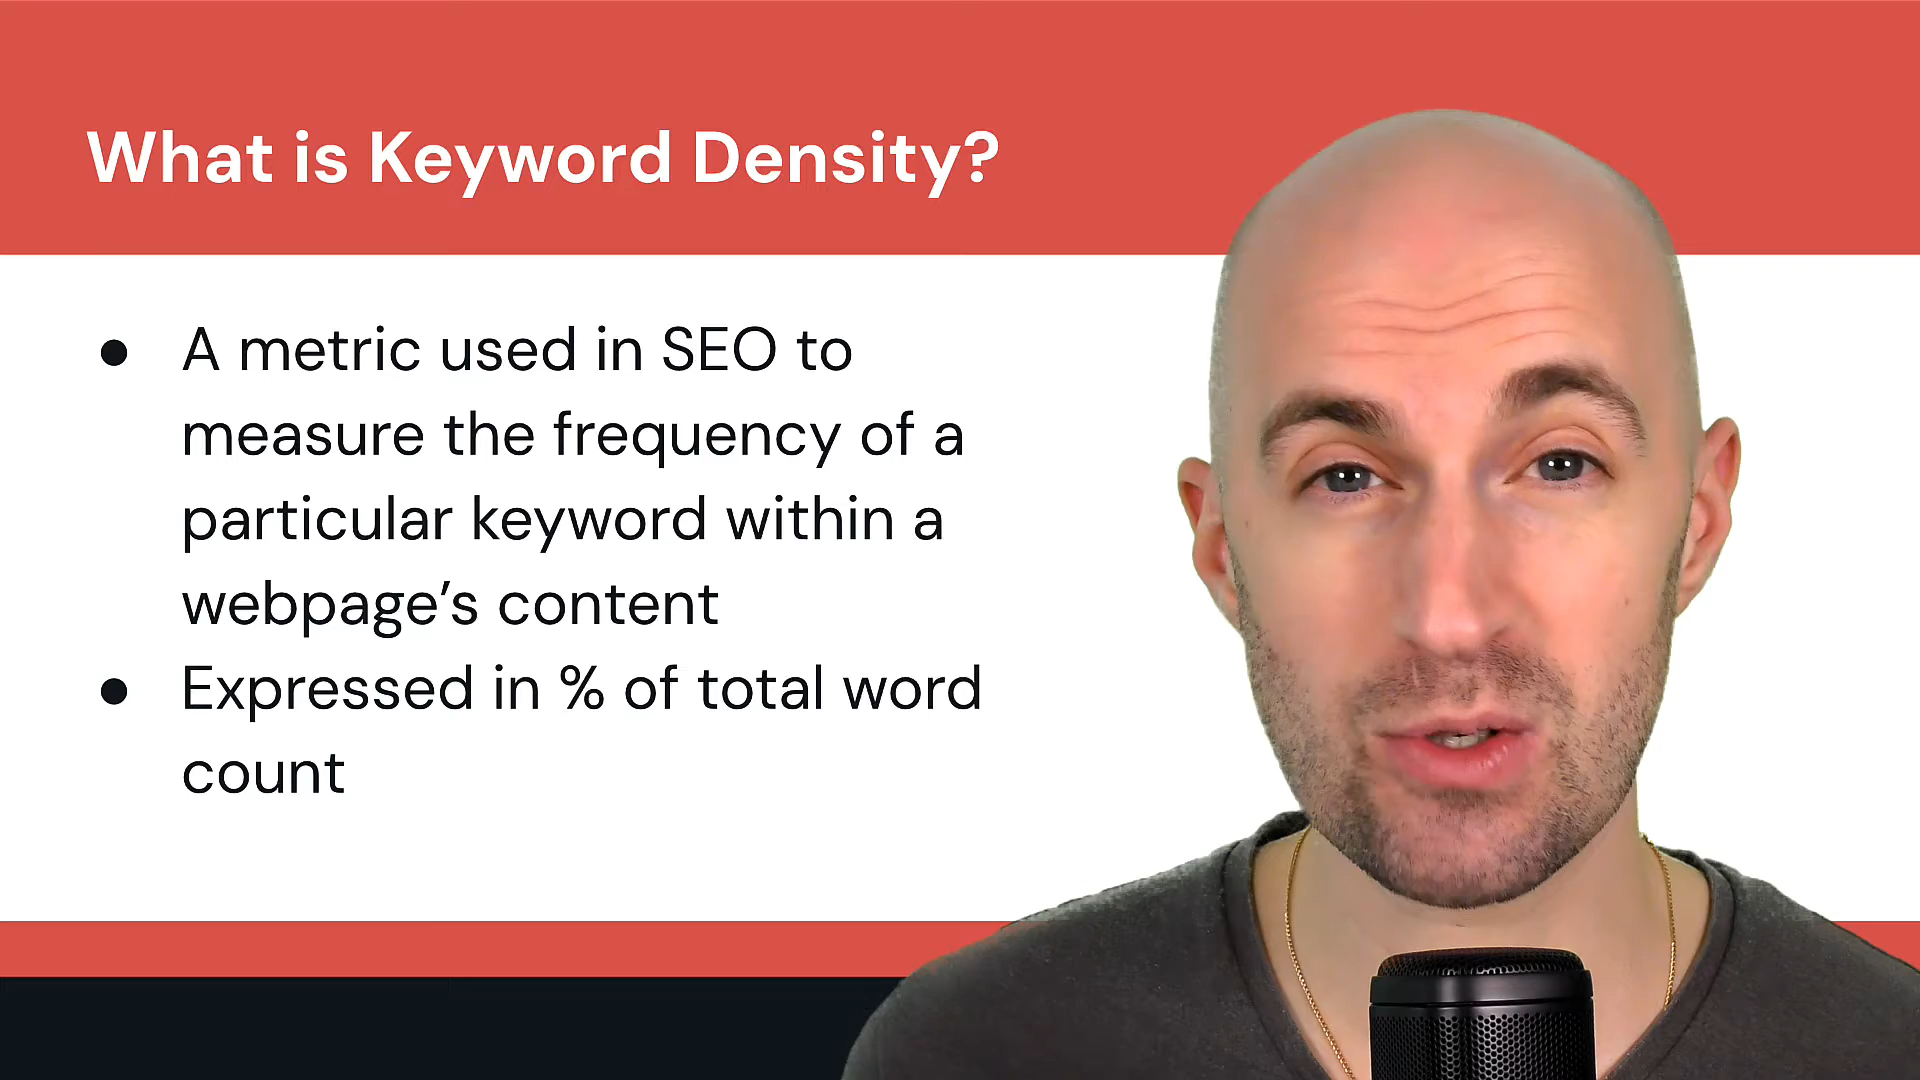 What is Keyword Density?
● A metric used in SEO to
measure the frequency of a
particular keyword within a
webpage’s content
● Expressed in % of total word
count